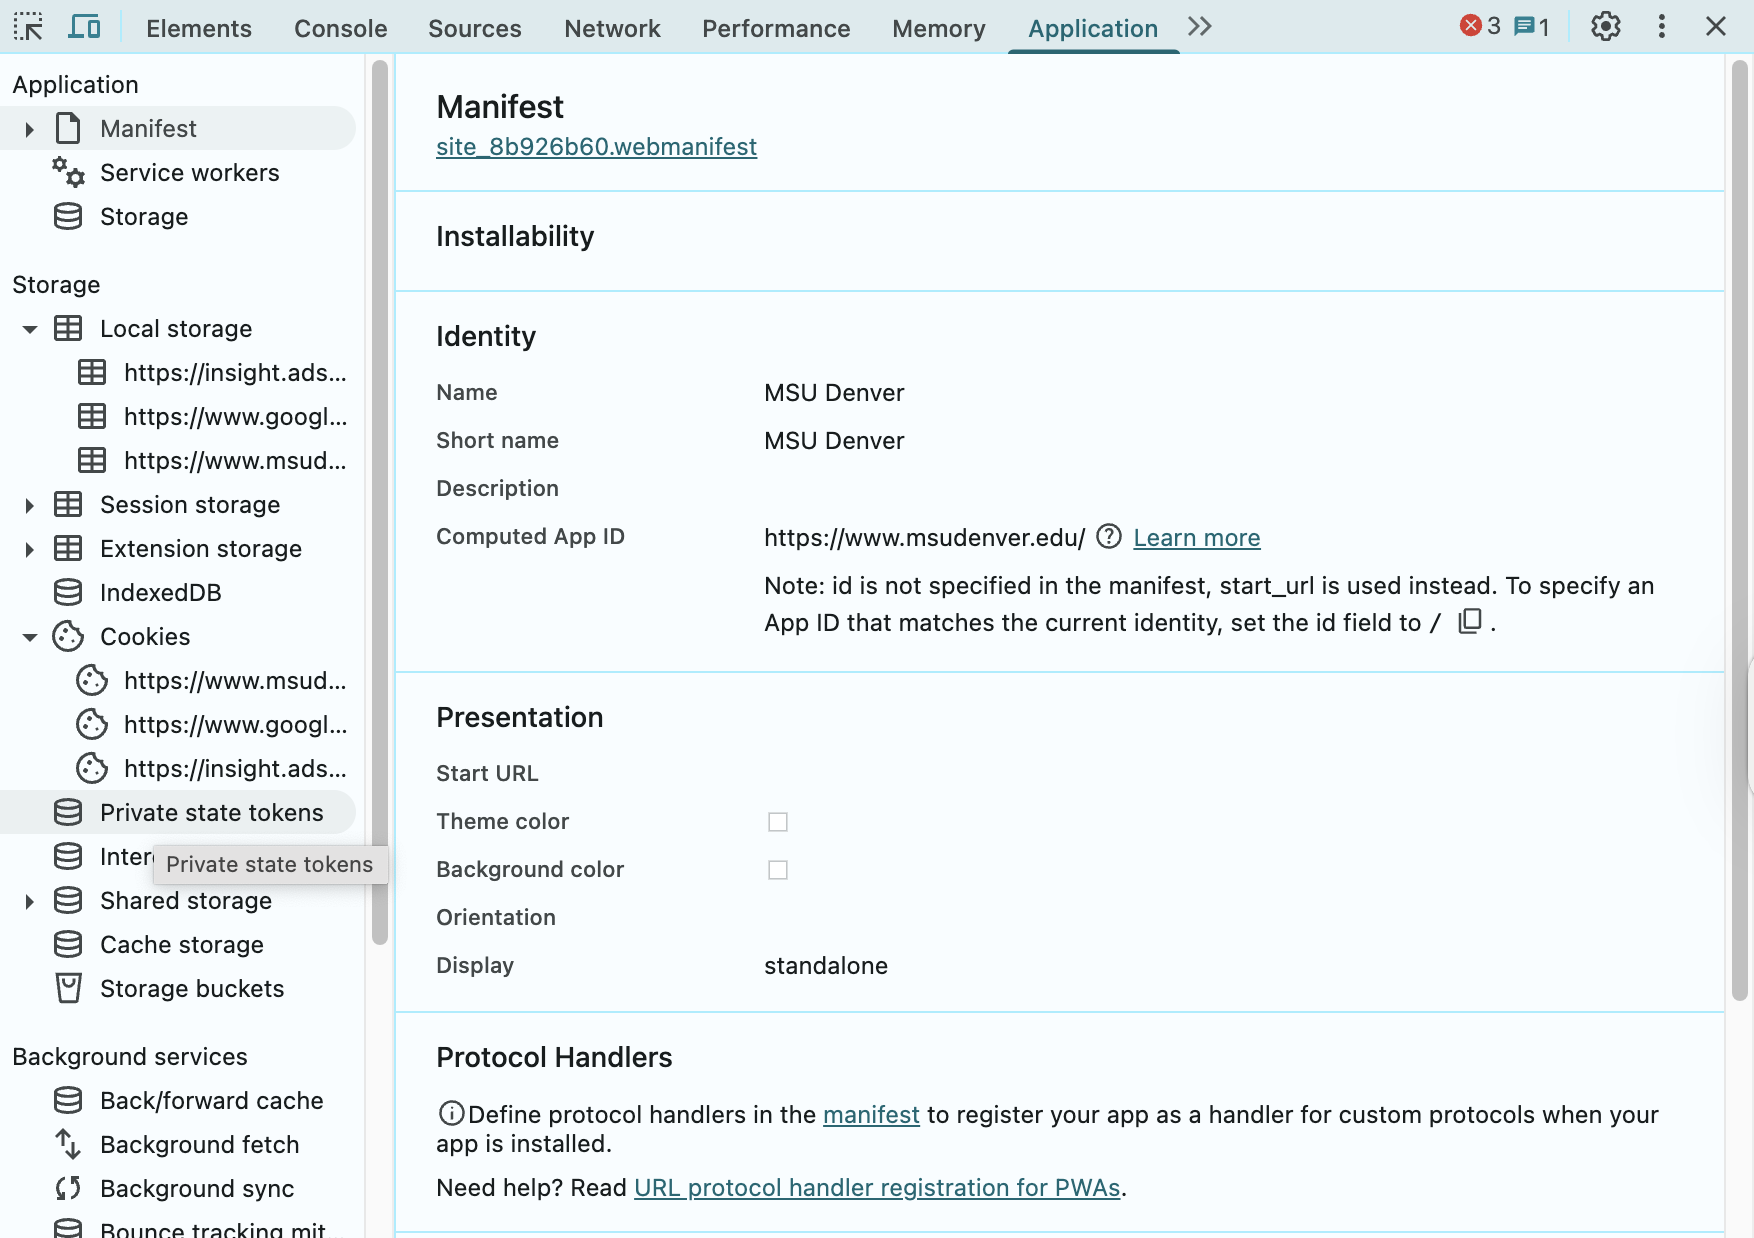 Elements Console Sources Network Performance Memory Application 3 1
Application
Manifest
Service workers
Storage
Storage
Local storage
https://insight.ads...
https://www.googl...
https://www.msud...
Session storage
Extension storage
IndexedDB
Cookies
https://www.msud...
https://www.googl...
https://insight.ads...
Private state tokens
Private state tokens
Shared storage
Cache storage
Storage buckets
Background services
Back/forward cache
Background fetch
Background sync
Bounce tracking mit...
Manifest
site_8b926b60.webmanifest
Installability
Identity
Name MSU Denver
Short name MSU Denver
Description
Computed App ID https://www.msudenver.edu/ Learn more
Note: id is not specified in the manifest, start_url is used instead. To specify an
App ID that matches the current identity, set the id field to / .
Presentation
Start URL
Theme color
Background color
Orientation
Display standalone
Protocol Handlers
Define protocol handlers in the manifest to register your app as a handler for custom protocols when your
app is installed.
Need help? Read URL protocol handler registration for PWAs.